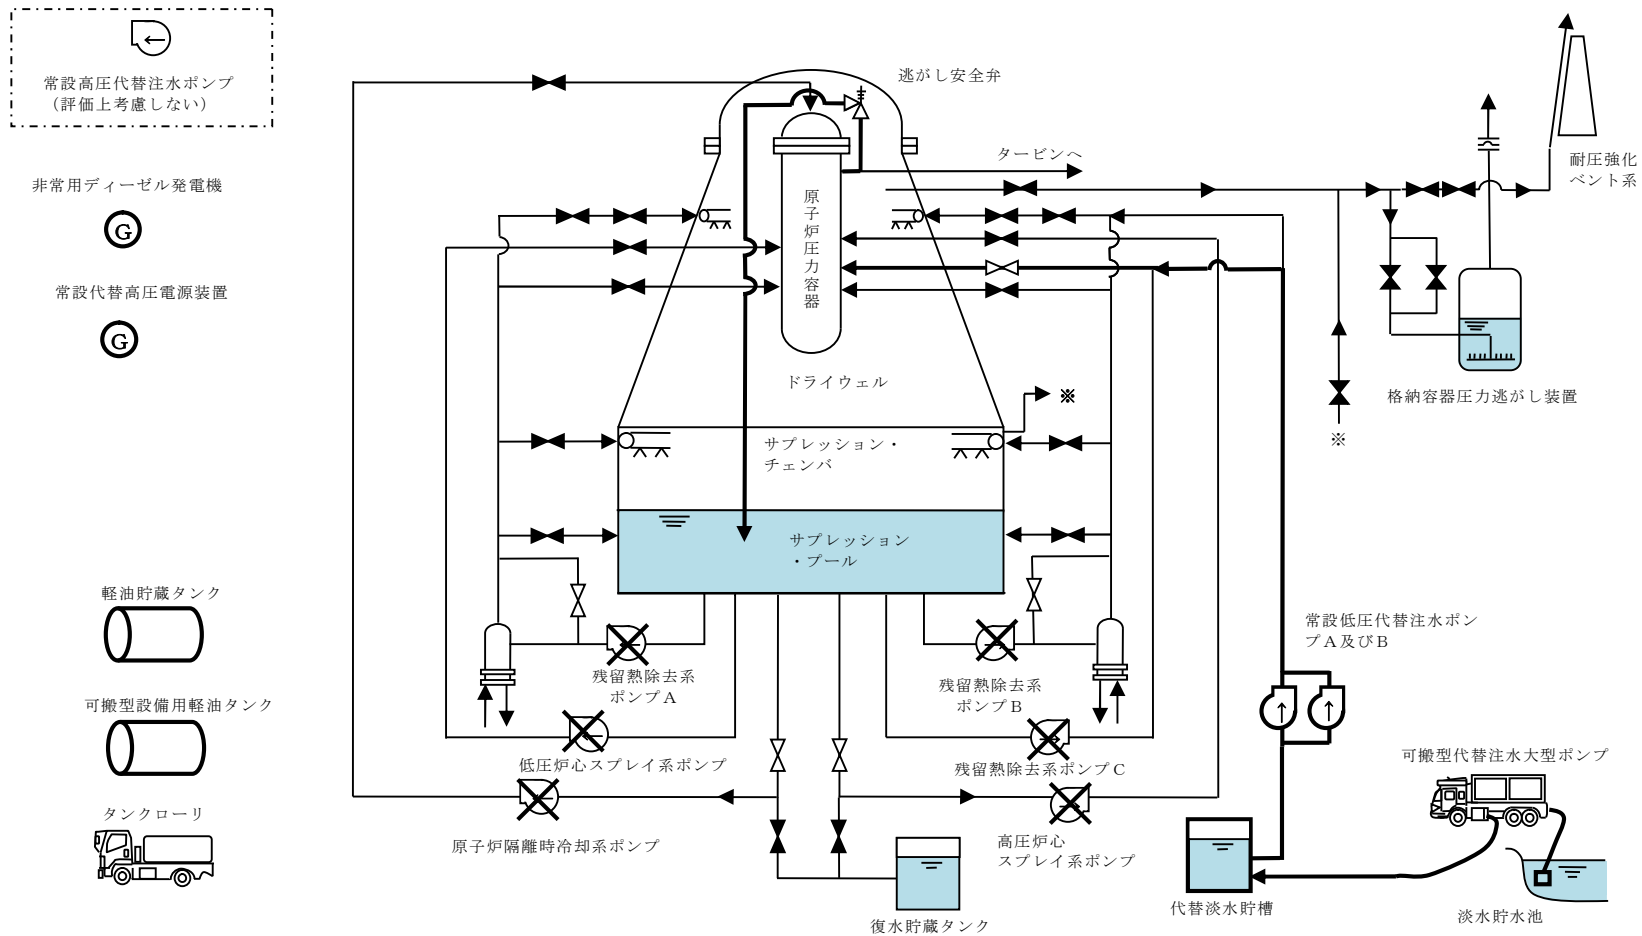 常設高圧代替注水ポンプ
（評価上考慮しない）
非常用ディーゼル発電機
G
常設代替高圧電源装置
G
軽油貯蔵タンク
可搬型設備用軽油タンク
タンクローリ
逃がし安全弁
タービンへ
原子炉圧力容器
ドライウェル
※
サプレッション・
チェンバ
サプレッション
・プール
残留熱除去系
ポンプA
低圧炉心スプレイ系ポンプ
原子炉隔離時冷却系ポンプ
残留熱除去系
ポンプB
残留熱除去系ポンプC
高圧炉心
スプレイ系ポンプ
復水貯蔵タンク
耐圧強化
ベント系
格納容器圧力逃がし装置
※
常設低圧代替注水ポン
プA及びB
可搬型代替注水大型ポンプ
代替淡水貯槽
淡水貯水池